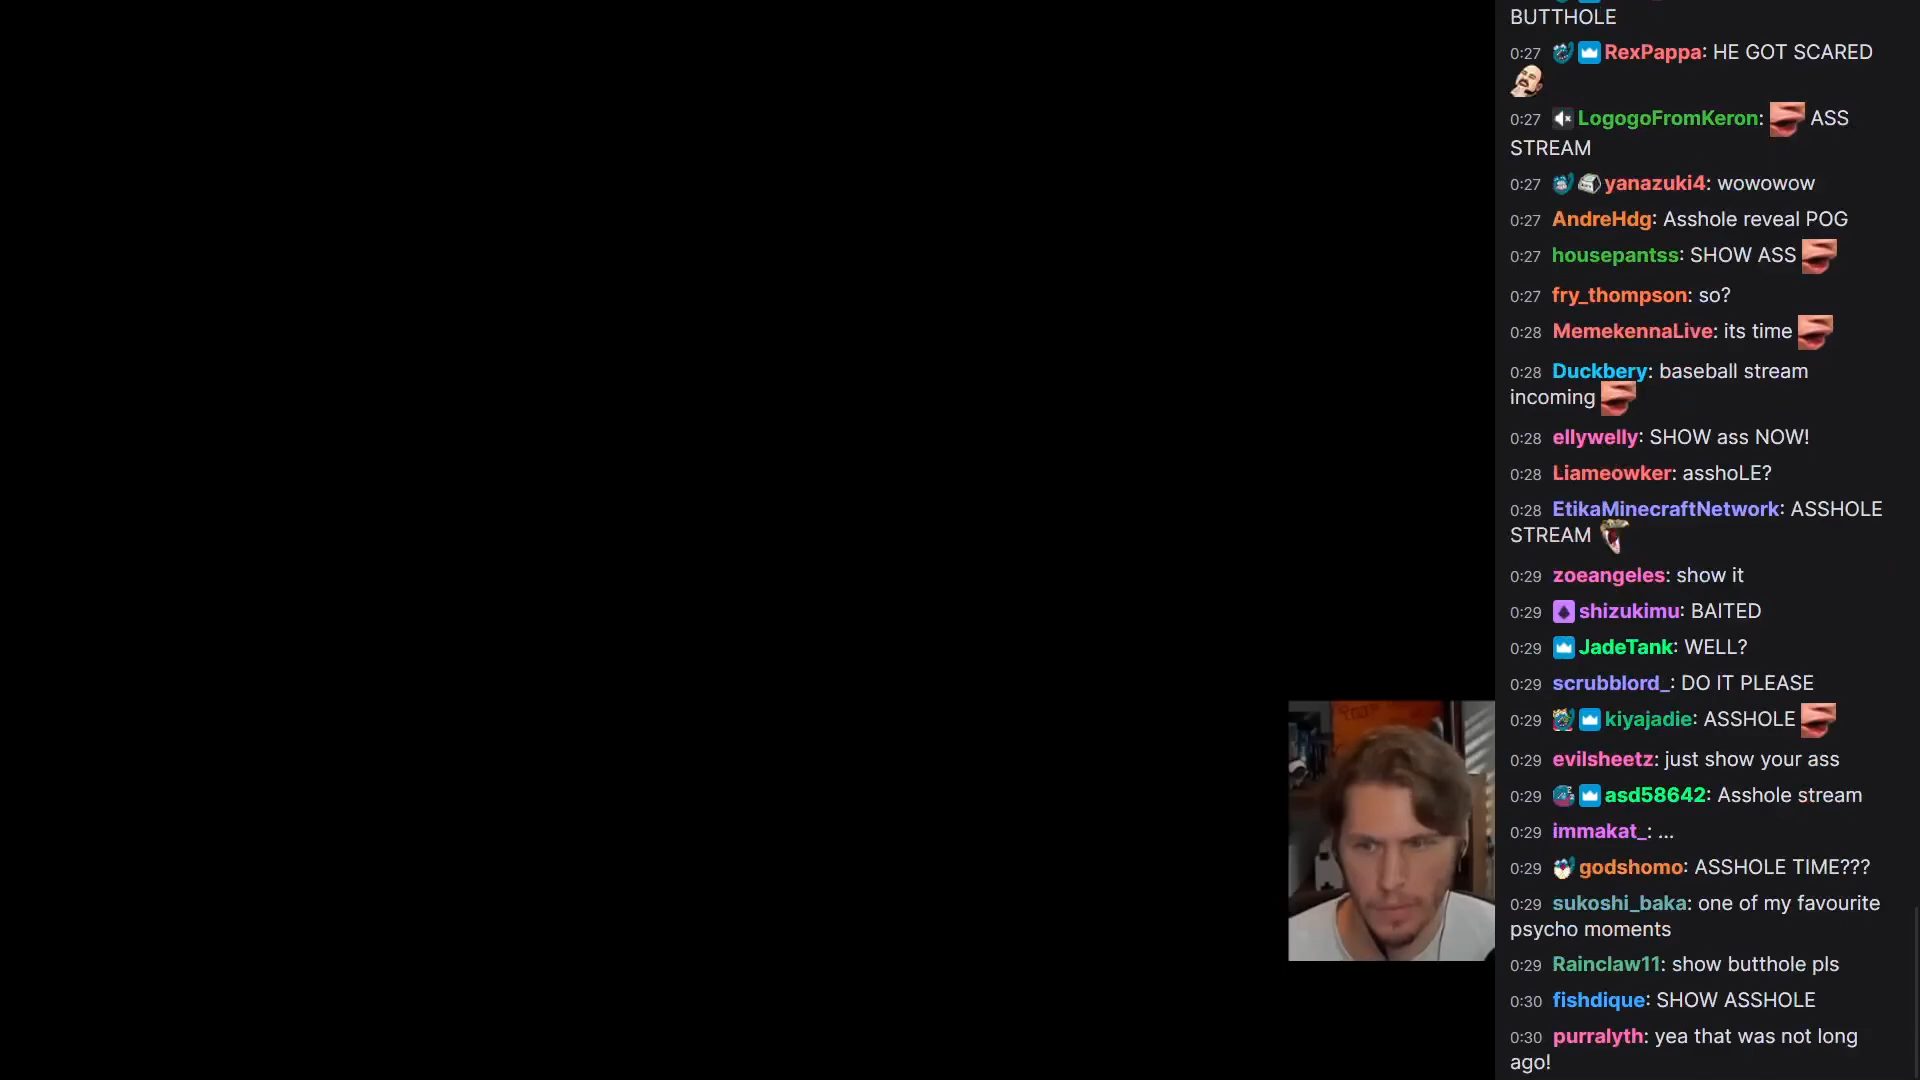 BUTTHOLE
0:27 RexPappa: HE GOT SCARED
0:27 LogogoFromKeron: ASS
STREAM
0:27 yanazuki4: wowowow
0:27 AndreHdg: Asshole reveal POG
0:27 housepantss: SHOW ASS
0:27 fry_thompson: so?
0:28 MemekennaLive: its time
0:28 Duckbery: baseball stream
incoming
0:28 ellywelly: SHOW ass NOW!
0:28 Liameowker: asshoLE?
0:28 EtikaMinecraftNetwork: ASSHOLE
STREAM
0:29 zoeangeles: show it
0:29 shizukimu: BAITED
0:29 JadeTank: WELL?
0:29 scrubblord_: DO IT PLEASE
0:29 kiyajadie: ASSHOLE
0:29 evilsheetz: just show your ass
0:29 asd58642: Asshole stream
0:29 immakat_: ...
0:29 godshomo: ASSHOLE TIME???
0:29 sukoshi_baka: one of my favourite
psycho moments
0:29 Rainclaw11: show butthole pls
0:30 fishdique: SHOW ASSHOLE
0:30 purralyth: yea that was not long
ago!